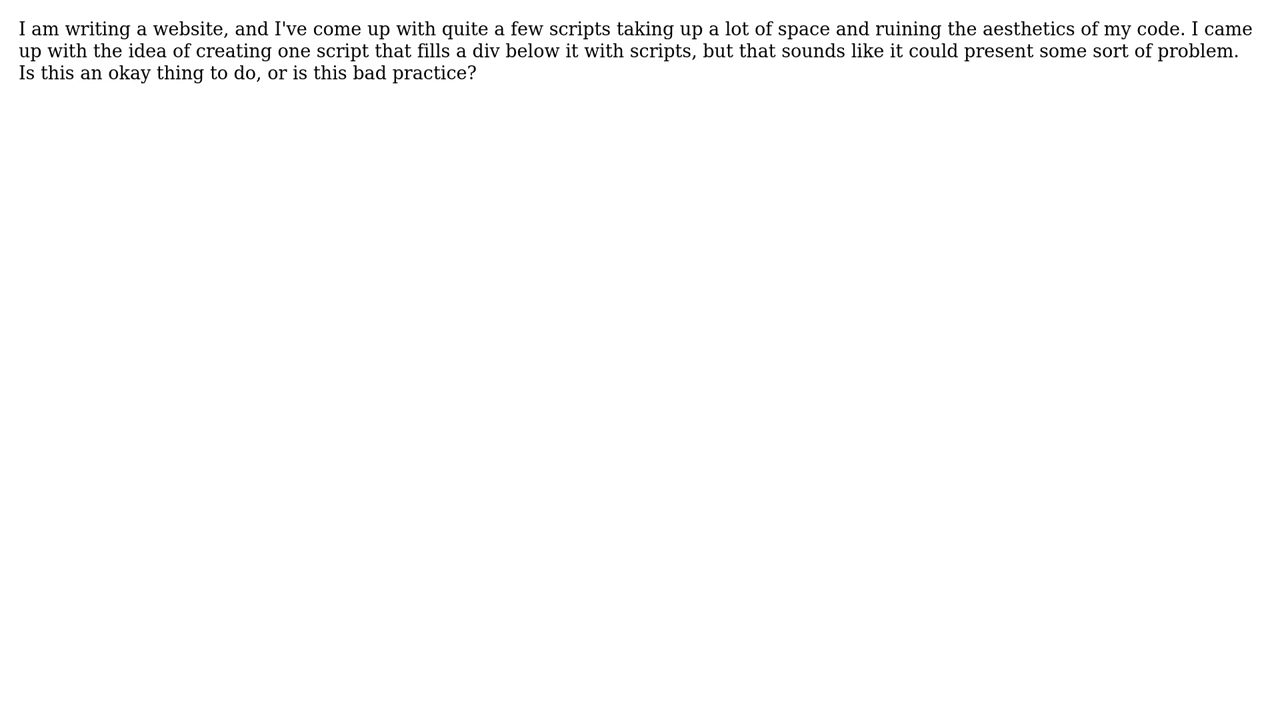 I am writing a website, and I've come up with quite a few scripts taking up a lot of space and ruining the aesthetics of my code. I came
up with the idea of creating one script that fills a div below it with scripts, but that sounds like it could present some sort of problem.
Is this an okay thing to do, or is this bad practice?